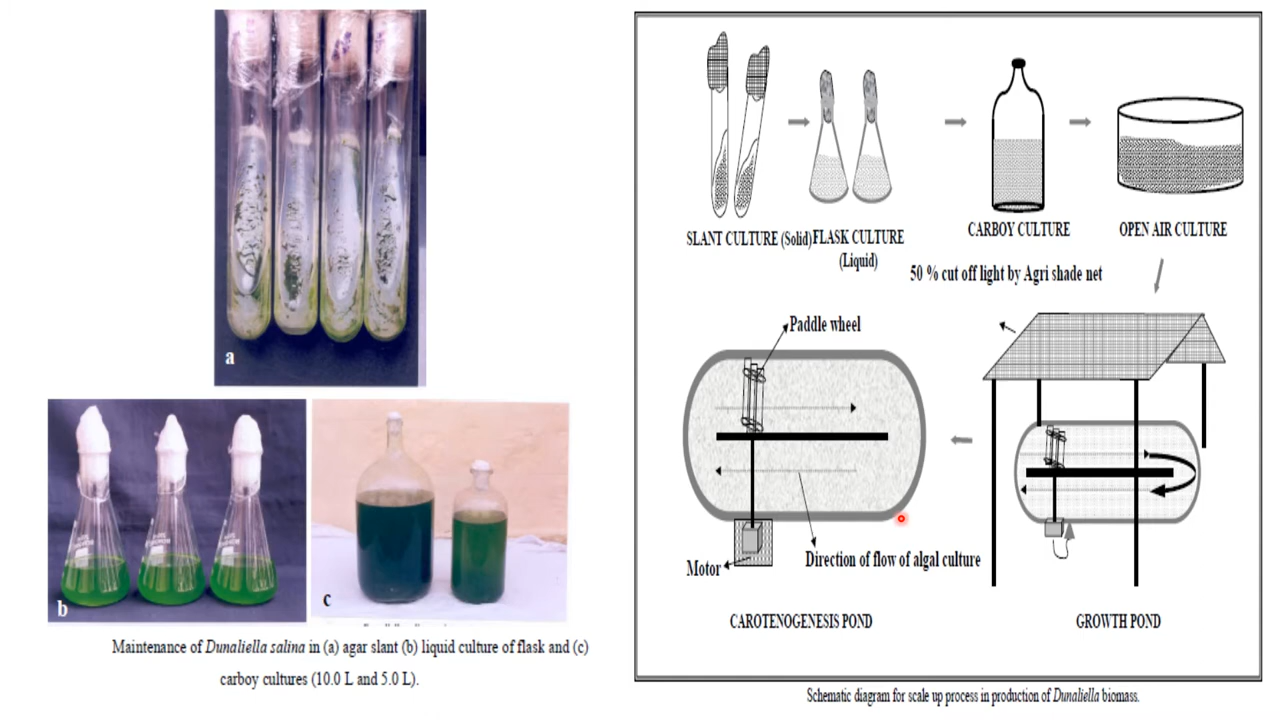 a
b
c
Maintenance of Dunaliella salina in (a) agar slant (b) liquid culture of flask and (c)
carboy cultures (10.0 L and 5.0 L).
SLANT CULTURE (Solid)
FLASK CULTURE
(Liquid)
CARBOY CULTURE
OPEN AIR CULTURE
50 % cut off light by Agri shade net
Paddle wheel
Motor
Direction of flow of algal culture
CAROTENOGENESIS POND
GROWTH POND
Schematic diagram for scale up process in production of Dunaliella biomass.